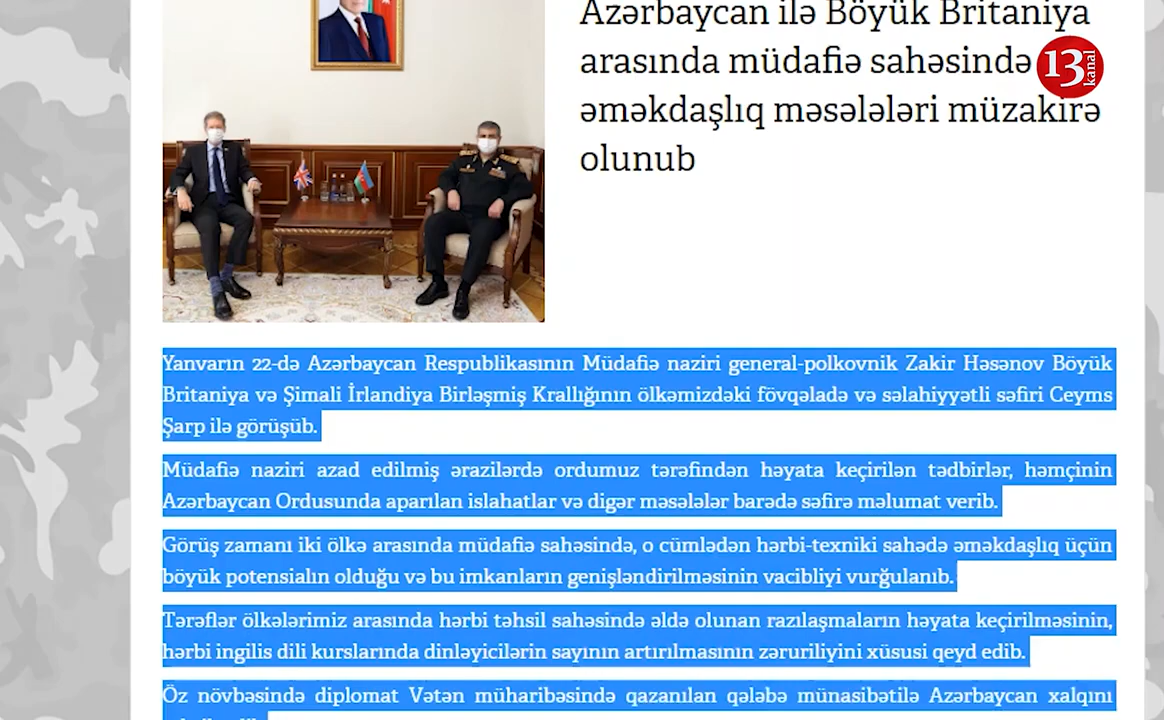 Azərbaycan ilə Böyük Britaniya
arasında müdafiə sahəsində
əməkdaşlıq məsələləri müzakirə
olunub
13 kanal
Yanvarın 22-də Azərbaycan Respublikasının Müdafiə naziri general-polkovnik Zakir Həsənov Böyük
Britaniya və Şimali İrlandiya Birləşmiş Krallığının ölkəmizdəki fövqəladə və səlahiyyətli səfiri Ceyms
Şarp ilə görüşüb.
Müdafiə naziri azad edilmiş ərazilərdə ordumuz tərəfindən həyata keçirilən tədbirlər, həmçinin
Azərbaycan Ordusunda aparılan islahatlar və digər məsələlər barədə səfirə məlumat verib.
Görüş zamanı iki ölkə arasında müdafiə sahəsində, o cümlədən hərbi-texniki sahədə əməkdaşlıq üçün
böyük potensialın olduğu və bu imkanların genişləndirilməsinin vacibliyi vurğulanıb.
Tərəflər ölkələrimiz arasında hərbi təhsil sahəsində əldə olunan razılaşmaların həyata keçirilməsinin,
hərbi ingilis dili kurslarında dinləyicilərin sayının artırılmasının zəruriliyini xüsusi qeyd edib.
Öz növbəsində diplomat Vətən müharibəsində qazanılan qələbə münasibətilə Azərbaycan xalqını